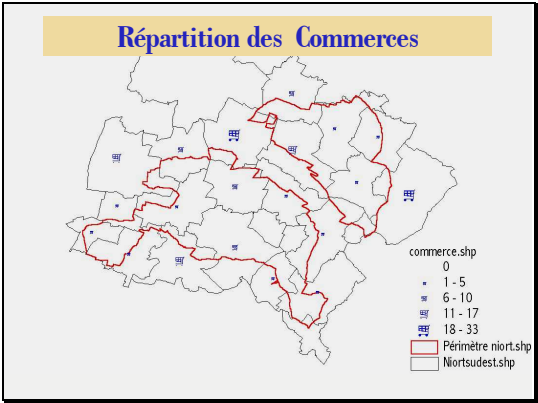 Répartition des Commerces
commerce.shp
0
1 - 5
6 - 10
11 - 17
18 - 33
Périmètre niort.shp
Niortsudest.shp